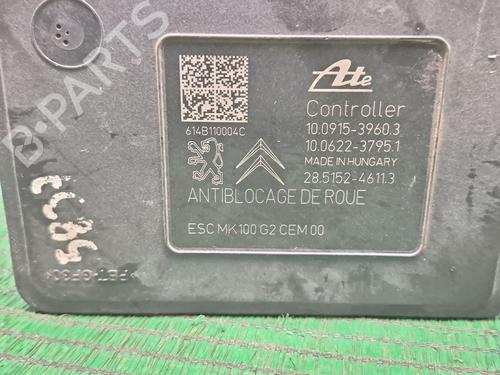 B-PARTS
Ate
Controller
614B110004C
10.0915-3960.3
10.0622-3795.1
MADE IN HUNGARY
28.5152-4611.3
ANTIBLOCAGE DE ROUE
ESC MK100 G2 CEM 00